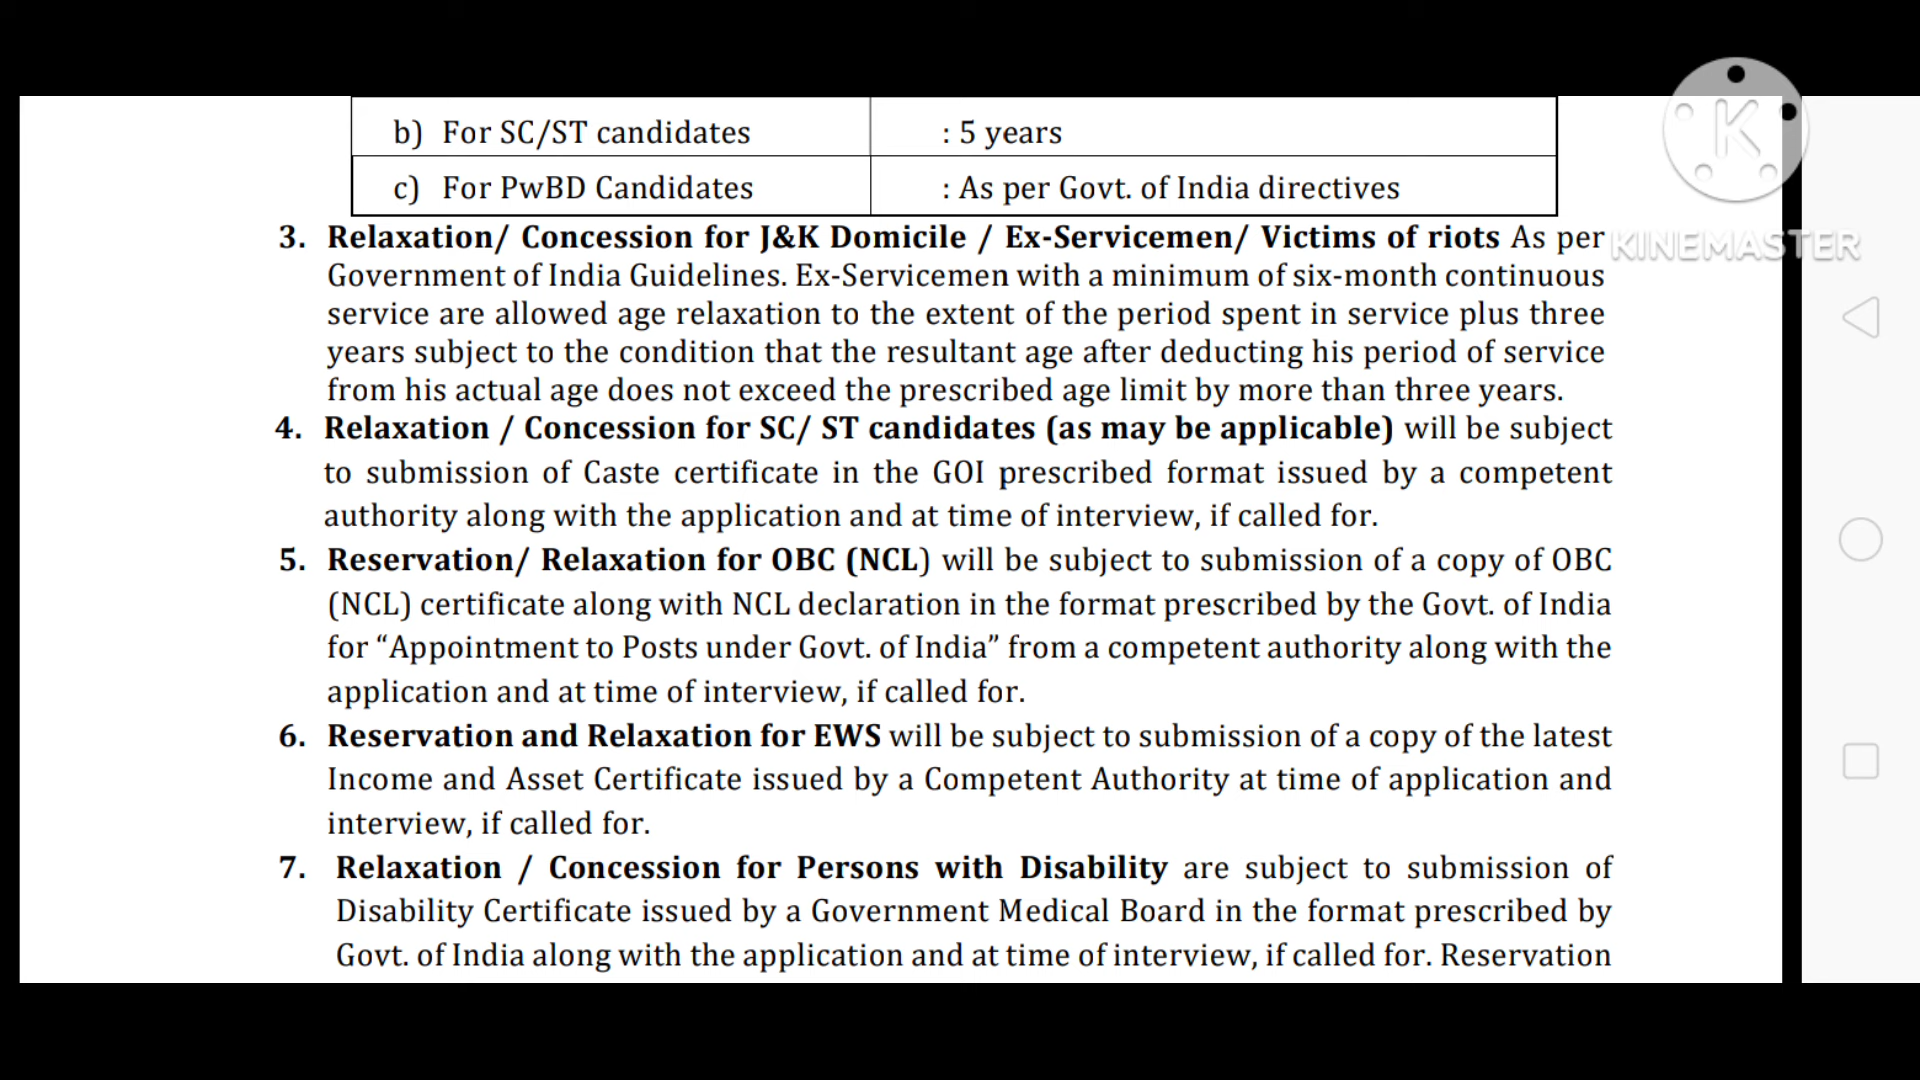 b) For SC/ST candidates : 5 years
c) For PwBD Candidates : As per Govt. of India directives
3. Relaxation/ Concession for J&K Domicile / Ex-Servicemen/ Victims of riots As per
Government of India Guidelines. Ex-Servicemen with a minimum of six-month continuous
service are allowed age relaxation to the extent of the period spent in service plus three
years subject to the condition that the resultant age after deducting his period of service
from his actual age does not exceed the prescribed age limit by more than three years.
4. Relaxation / Concession for SC/ ST candidates (as may be applicable) will be subject
to submission of Caste certificate in the GOI prescribed format issued by a competent
authority along with the application and at time of interview, if called for.
5. Reservation/ Relaxation for OBC (NCL) will be subject to submission of a copy of OBC
(NCL) certificate along with NCL declaration in the format prescribed by the Govt. of India
for “Appointment to Posts under Govt. of India” from a competent authority along with the
application and at time of interview, if called for.
6. Reservation and Relaxation for EWS will be subject to submission of a copy of the latest
Income and Asset Certificate issued by a Competent Authority at time of application and
interview, if called for.
7. Relaxation / Concession for Persons with Disability are subject to submission of
Disability Certificate issued by a Government Medical Board in the format prescribed by
Govt. of India along with the application and at time of interview, if called for. Reservation
K
KINEMASTER